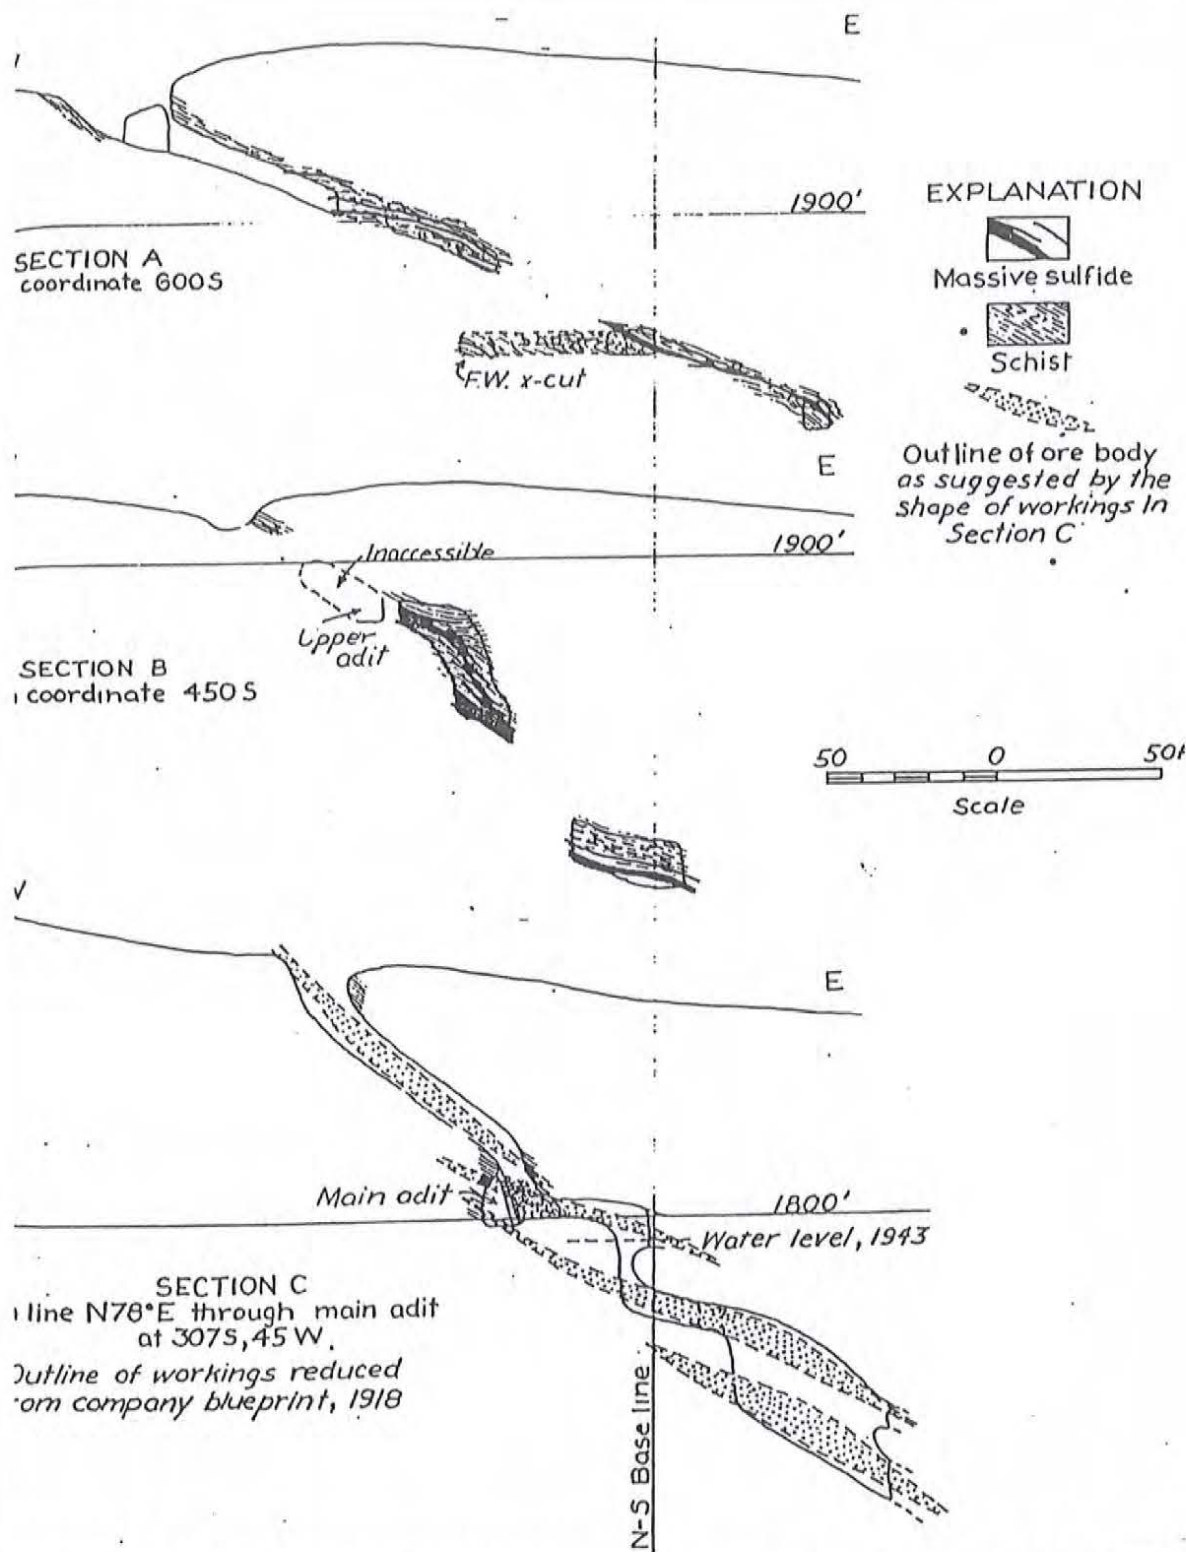 E
1900'
SECTION A
coordinate 600S
F.W. x-cut
EXPLANATION
Massive sulfide
Schist
Outline of ore body
as suggested by the
shape of workings in
Section C
E
1900'
Inaccessible
Upper
adit
SECTION B
coordinate 450S
50 0 50
Scale
E
Main adit
1800'
Water level, 1943
SECTION C
line N78°E through main adit
at 307S, 45W.
Outline of workings reduced
om company blueprint, 1918
N-S Base line